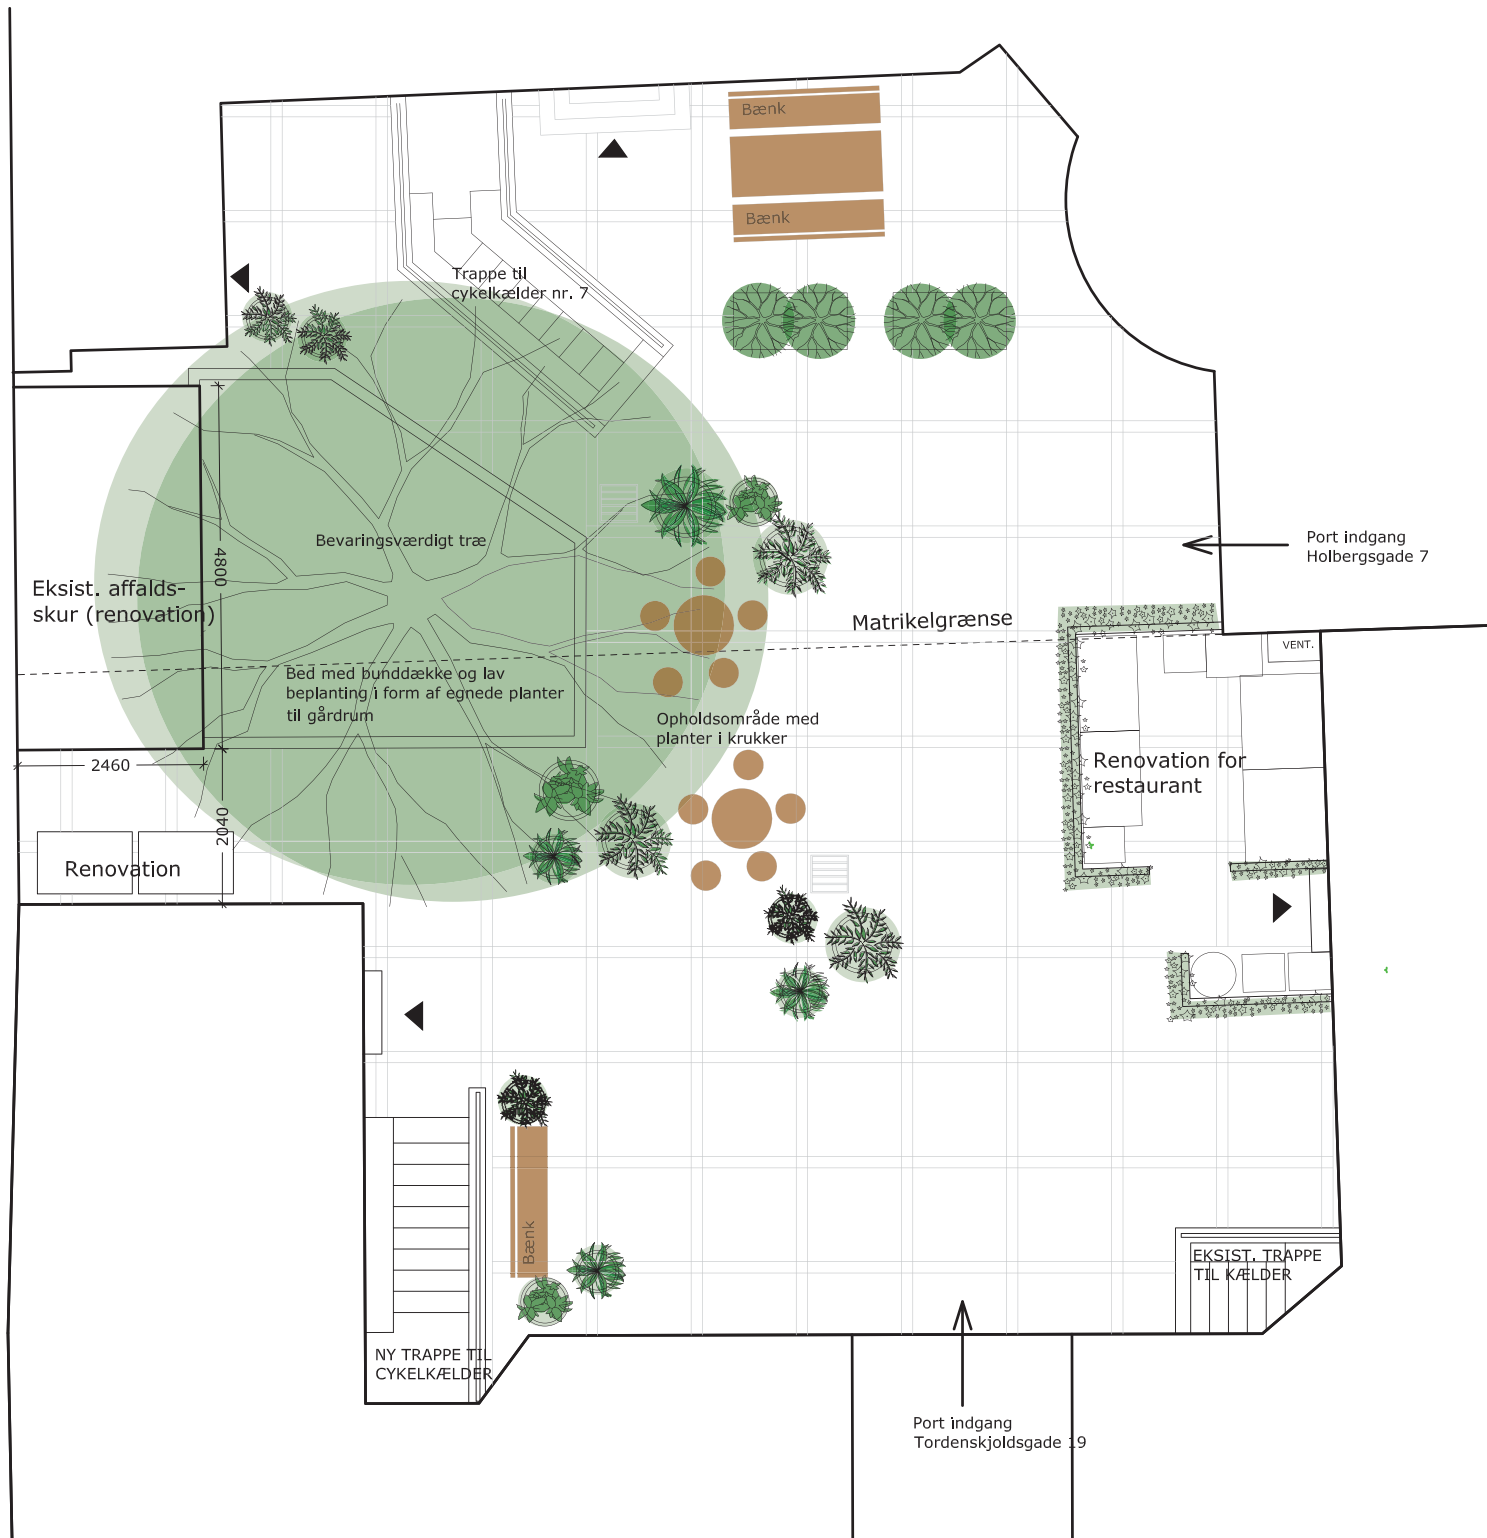 Bænk
Bænk
Trappe til
cykelkælder nr. 7
Bevaringsværdigt træ
4800
Port indgang
Holbergsgade 7
Eksist. affalds-
skur (renovation)
Matrikelgrænse
VENT.
Bed med bunddække og lav
beplanting i form af egnede planter
til gårdrum
Opholdsområde med
planter i krukker
2460
Renovation for
restaurant
2040
Renovation
Bænk
EKSIST. TRAPPE
TIL KÆLDER
NY TRAPPE TIL
CYKELKÆLDER
Port indgang
Tordenskjoldsgade 19